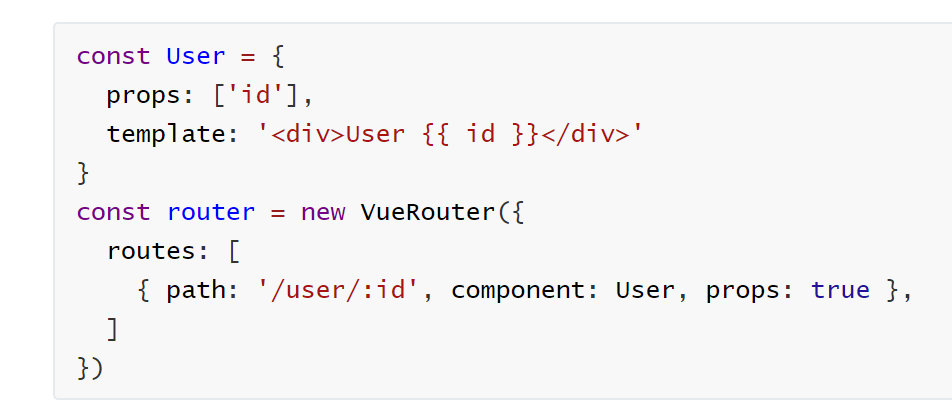 const User = {
  props: ['id'],
  template: '<div>User {{ id }}</div>'
}
const router = new VueRouter({
  routes: [
    { path: '/user/:id', component: User, props: true },
  ]
})